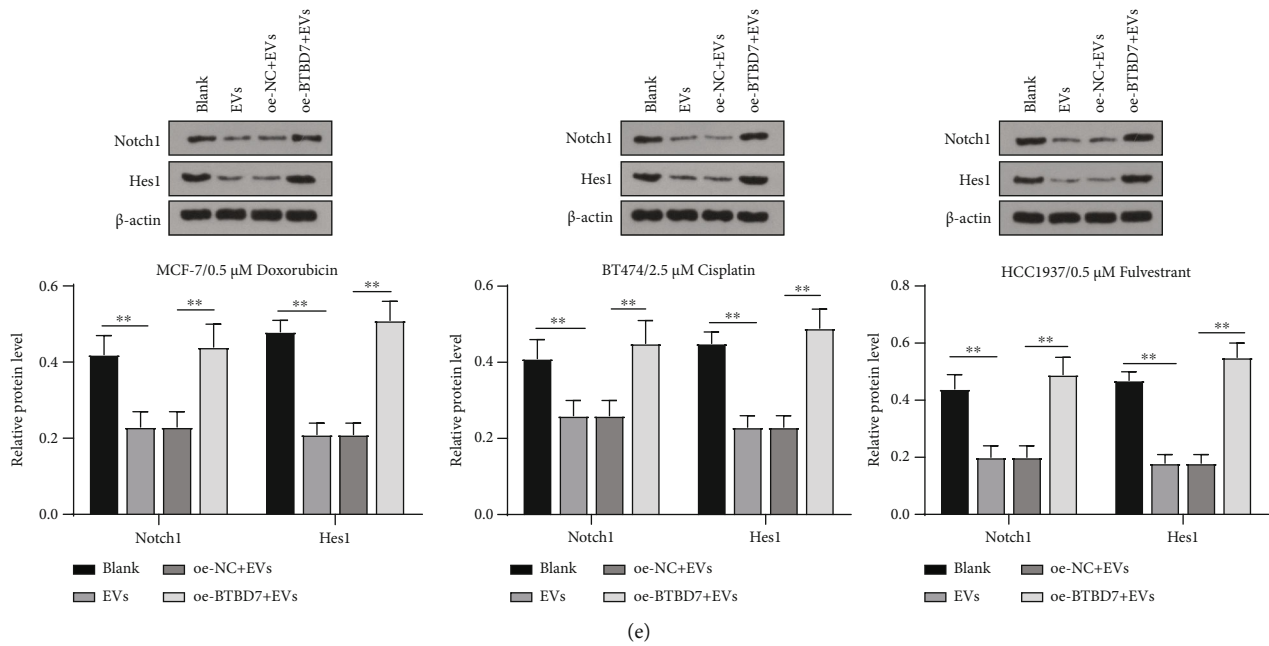 Blank
EVs
oe-NC+EVs
oe-BTBD7+EVs
Notch1
Hes1
β-actin
MCF-7/0.5 μM Doxorubicin
Relative protein level
0.6
0.4
0.2
0.0
**
**
**
**
Notch1
Hes1
Blank
oe-NC+EVs
EVs
oe-BTBD7+EVs
Blank
EVs
oe-NC+EVs
oe-BTBD7+EVs
Notch1
Hes1
β-actin
BT474/2.5 μM Cisplatin
Relative protein level
0.6
0.4
0.2
0.0
**
**
**
**
Notch1
Hes1
Blank
oe-NC+EVs
EVs
oe-BTBD7+EVs
Blank
EVs
oe-NC+EVs
oe-BTBD7+EVs
Notch1
Hes1
β-actin
HCC1937/0.5 μM Fulvestrant
Relative protein level
0.8
0.6
0.4
0.2
0.0
**
**
**
**
Notch1
Hes1
Blank
oe-NC+EVs
EVs
oe-BTBD7+EVs
(e)